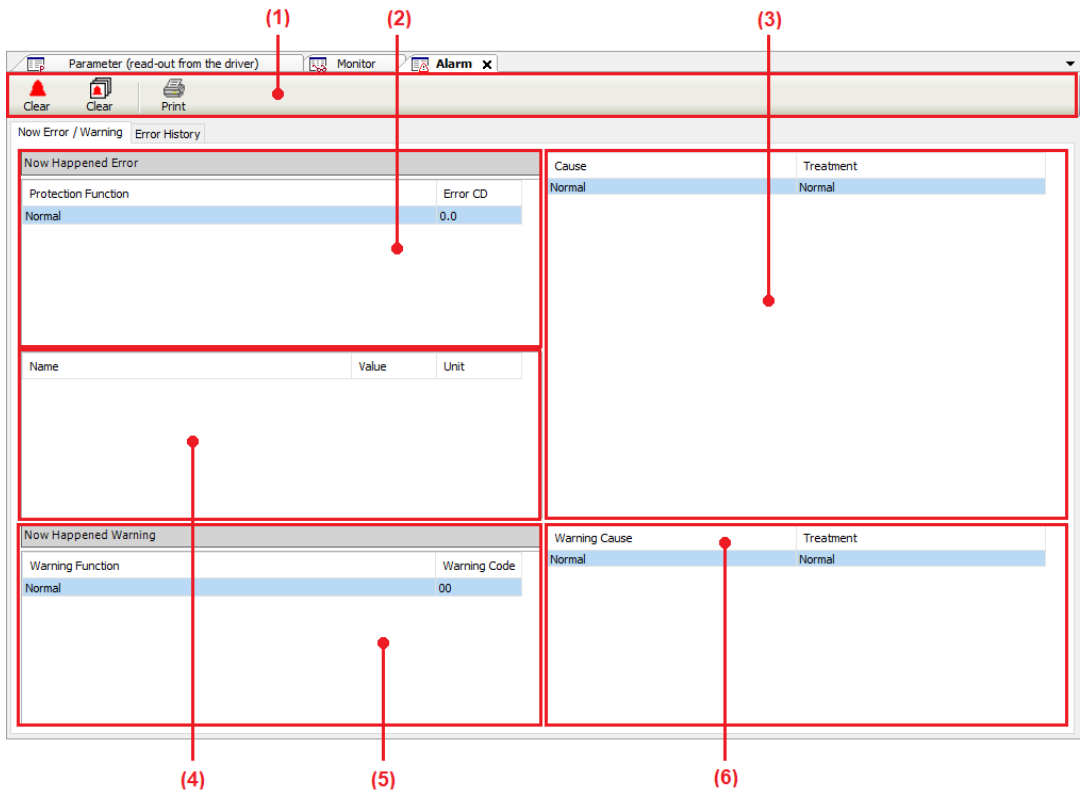 (1) (2) (3)
Parameter (read-out from the driver) Monitor Alarm x
Clear Clear Print
Now Error / Warning Error History
Now Happened Error
Protection Function Error CD
Normal 0.0
Cause Treatment
Normal Normal
Name Value Unit
Now Happened Warning
Warning Function Warning Code
Normal 00
Warning Cause Treatment
Normal Normal
(4) (5) (6)